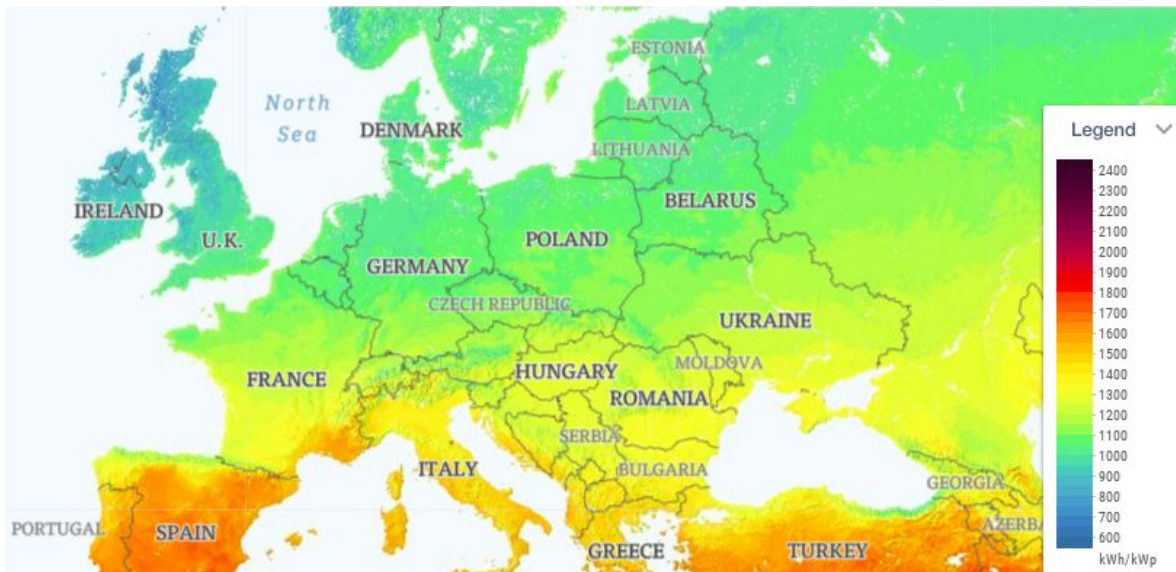 ESTONIA
North
Sea
LATVIA
DENMARK
LITHUANIA
IRELAND
U.K.
BELARUS
POLAND
GERMANY
CZECH REPUBLIC
UKRAINE
FRANCE
HUNGARY
MOLDOVA
ROMANIA
SERBIA
ITALY
BULGARIA
GEORGIA
PORTUGAL
SPAIN
AZERBA
GREECE
TURKEY
Legend
2400
2300
2200
2100
2000
1900
1800
1700
1600
1500
1400
1300
1200
1100
1000
900
800
700
600
kWh/kWp